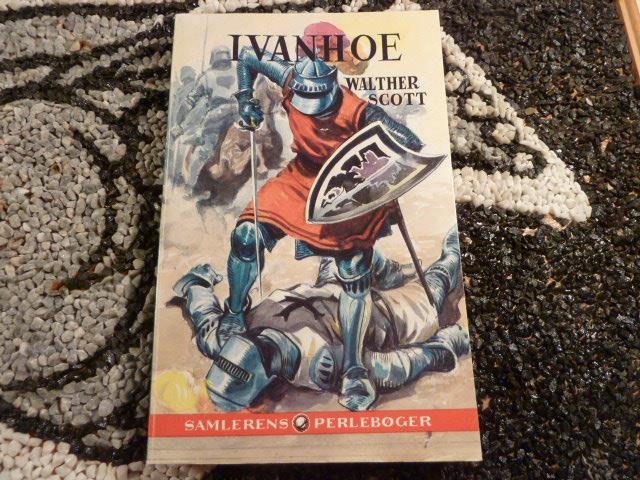 IVANHOE
WALTHER
SCOTT
SAMLERENS PERLEBØGER